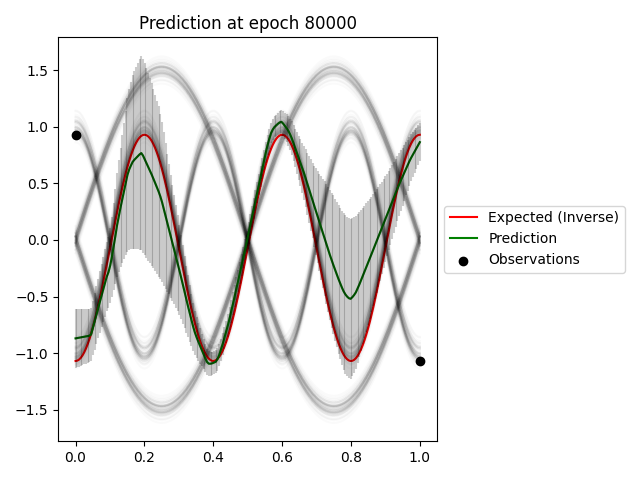 Prediction at epoch 80000
1.5
1.0
0.5
0.0
−0.5
−1.0
−1.5
0.0 0.2 0.4 0.6 0.8 1.0
Expected (Inverse)
Prediction
Observations